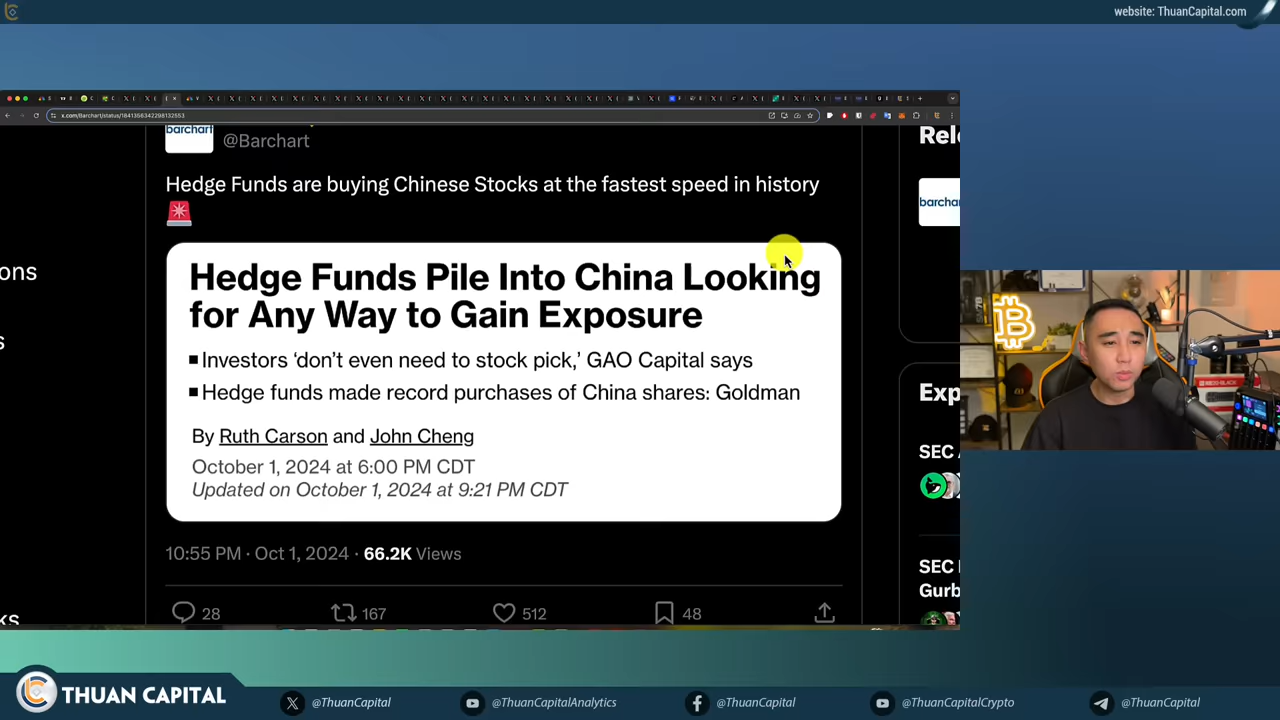 website: ThuanCapital.com
barchart
@Barchart
Hedge Funds are buying Chinese Stocks at the fastest speed in history
Hedge Funds Pile Into China Looking
for Any Way to Gain Exposure
Investors ‘don’t even need to stock pick,’ GAO Capital says
Hedge funds made record purchases of China shares: Goldman
By Ruth Carson and John Cheng
October 1, 2024 at 6:00 PM CDT
Updated on October 1, 2024 at 9:21 PM CDT
10:55 PM · Oct 1, 2024 · 66.2K Views
28 167 512 48
ons
s
ks
Rel
barchar
Exp
SEC
SEC
Gurb
THUAN CAPITAL
@ThuanCapital
@ThuanCapitalAnalytics
@ThuanCapital
@ThuanCapitalCrypto
@ThuanCapital